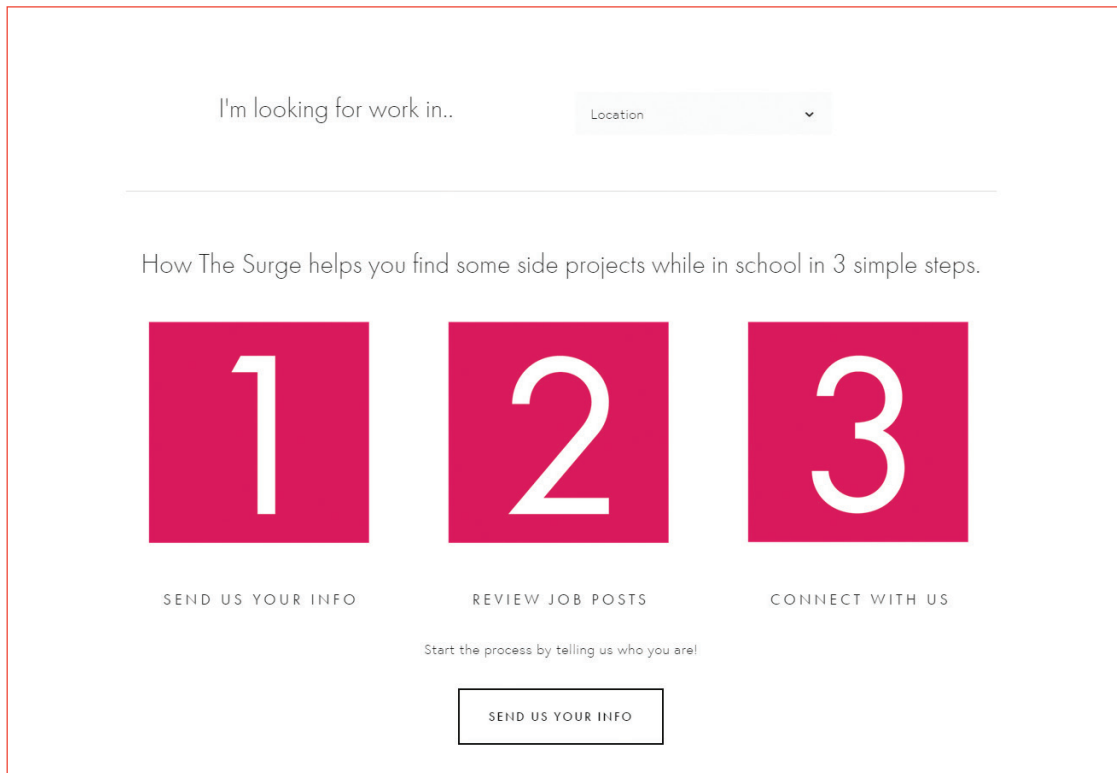 I'm looking for work in..
Location
How The Surge helps you find some side projects while in school in 3 simple steps.
1
2
3
SEND US YOUR INFO
REVIEW JOB POSTS
CONNECT WITH US
Start the process by telling us who you are!
SEND US YOUR INFO